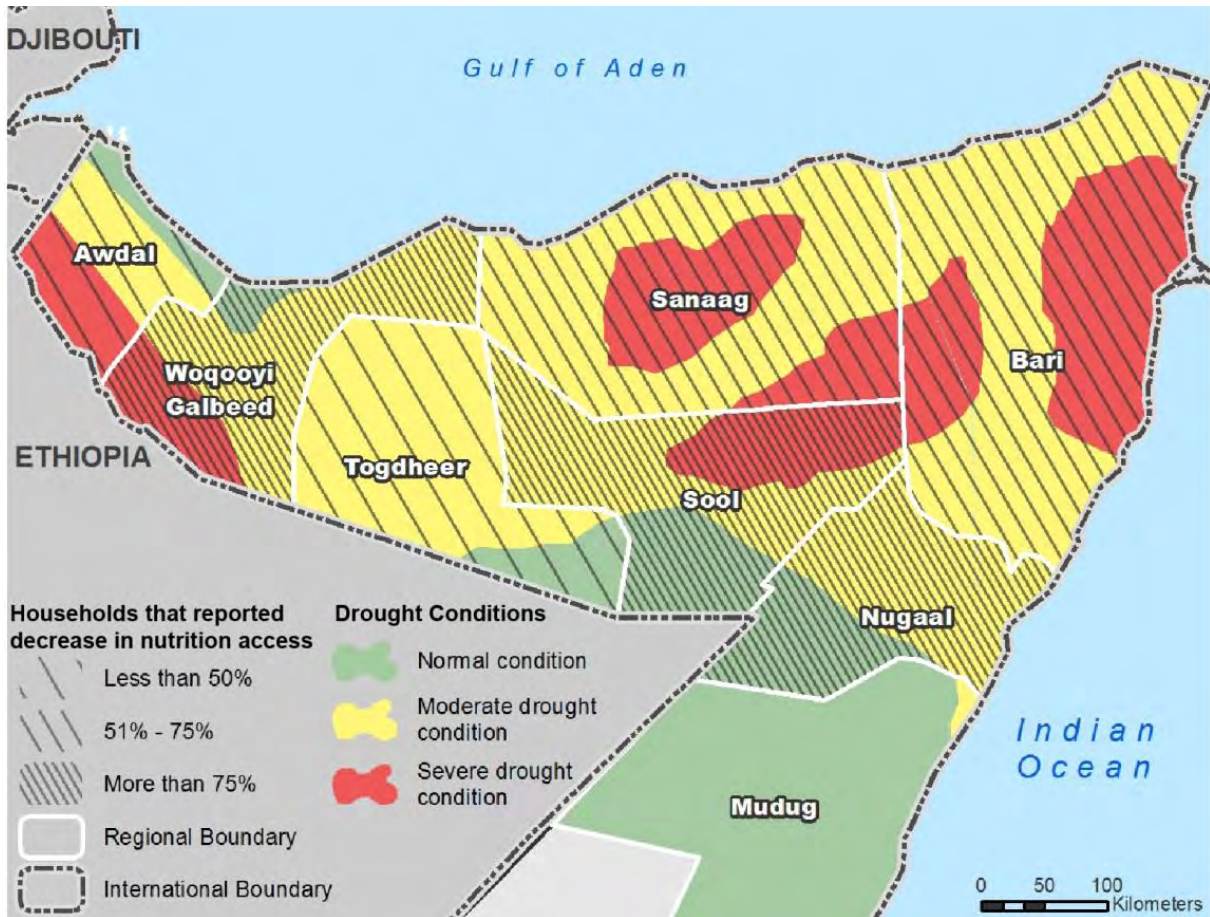 DJIBOUTI
Gulf of Aden
Awdal
Sanaag
Bari
Woqooyi
Galbeed
ETHIOPIA
Togdheer
Sool
Nugaal
Mudug
Indian
Ocean
Households that reported
decrease in nutrition access
Less than 50%
51% - 75%
More than 75%
Regional Boundary
International Boundary
Drought Conditions
Normal condition
Moderate drought
condition
Severe drought
condition
0 50 100
Kilometers